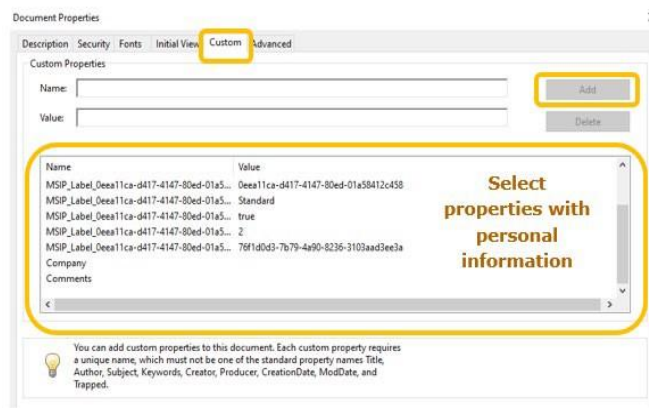 Document Properties
Description Security Fonts Initial View Custom Advanced
Custom Properties
Name: Add
Value: Delete
Name Value
MSIP_Label_0eea11ca-d417-4147-80ed-01a5... 0eea11ca-d417-4147-80ed-01a58412c458
MSIP_Label_0eea11ca-d417-4147-80ed-01a5... Standard
MSIP_Label_0eea11ca-d417-4147-80ed-01a5... true
MSIP_Label_0eea11ca-d417-4147-80ed-01a5... 2
MSIP_Label_0eea11ca-d417-4147-80ed-01a5... 76f1d0d3-7b79-4a90-8236-3103aad3ee3a
Company
Comments
Select
properties with
personal
information
You can add custom properties to this document. Each custom property requires
a unique name, which must not be one of the standard property names Title,
Author, Subject, Keywords, Creator, Producer, CreationDate, ModDate, and
Trapped.